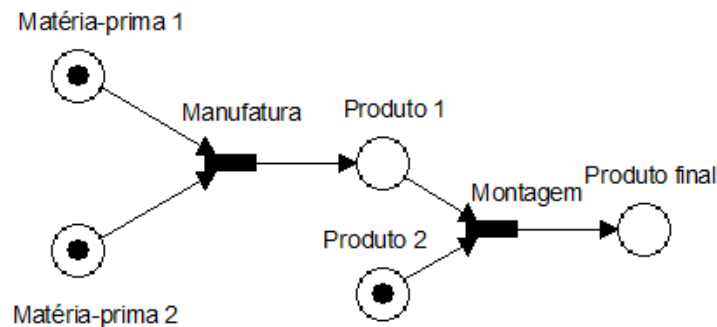 Matéria-prima 1
Manufatura
Produto 1
Montagem
Produto final
Produto 2
Matéria-prima 2